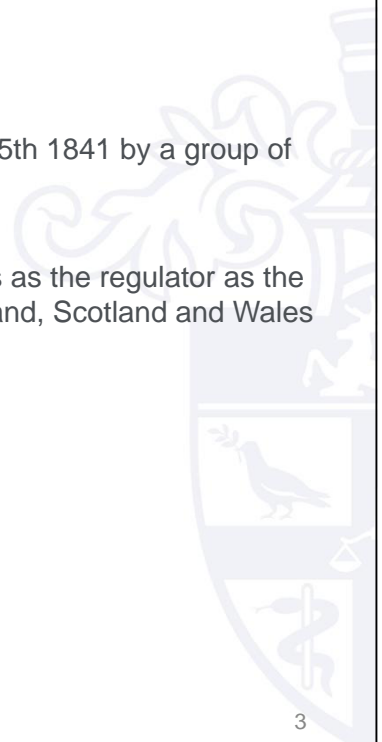 5th 1841 by a group of
s as the regulator as the
and, Scotland and Wales
3